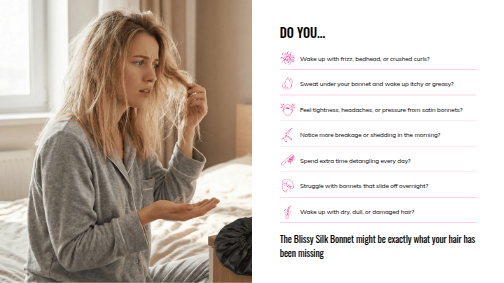 DO YOU...
Wake up with frizz, bedhead, or crushed curls?
Sweat under your bonnet and wake up itchy or greasy?
Feel tightness, headaches, or pressure from satin bonnets?
Notice more breakage or shedding in the morning?
Spend extra time detangling every day?
Struggle with bonnets that slide off overnight?
Wake up with dry, dull, or damaged hair?
The Blissy Silk Bonnet might be exactly what your hair has
been missing